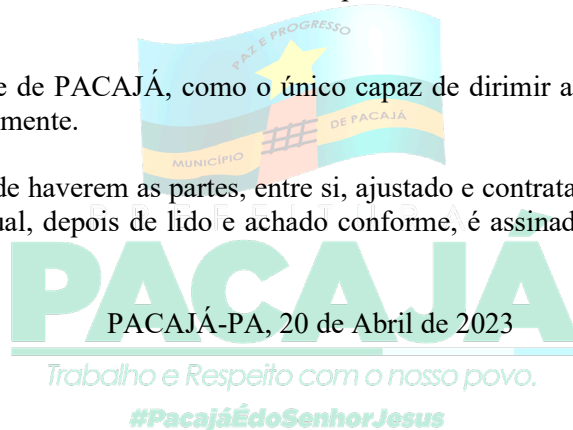 PAZ E PROGRESSO
e de PACAJÁ, como o único capaz de dirimir a
mente.
MUNICÍPIO DE PACAJÁ
de haverem as partes, entre si, ajustado e contrata
ual, depois de lido e achado conforme, é assinad
PREFEITURA
PACAJÁ
PACAJÁ-PA, 20 de Abril de 2023
Trabalho e Respeito com o nosso povo.
#PacajáÉdoSenhorJesus